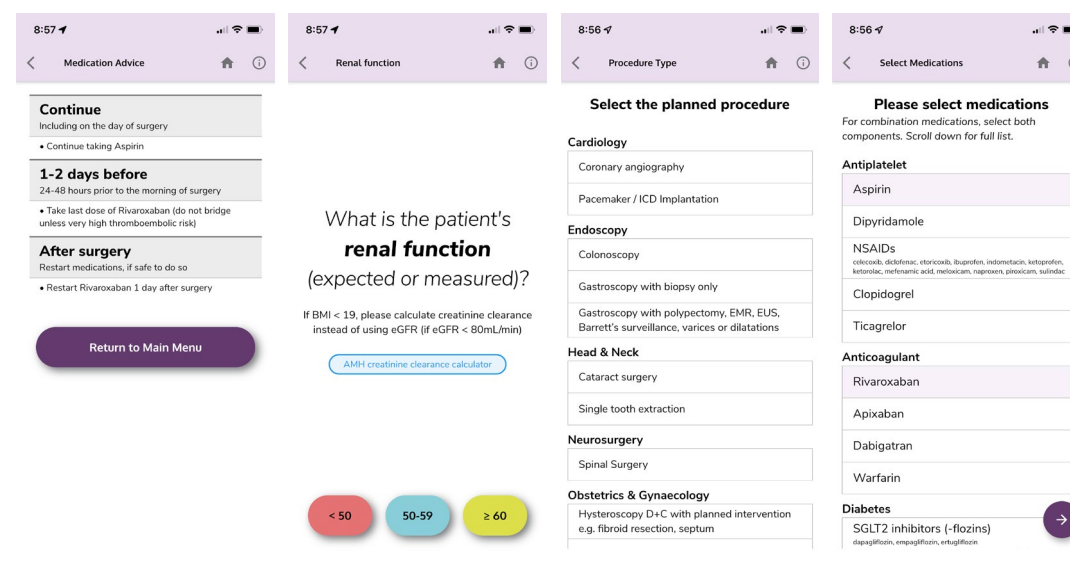 8:57
Medication Advice
Continue
Including on the day of surgery
• Continue taking Aspirin
1-2 days before
24-48 hours prior to the morning of surgery
• Take last dose of Rivaroxaban (do not bridge
unless very high thromboembolic risk)
After surgery
Restart medications, if safe to do so
• Restart Rivaroxaban 1 day after surgery
Return to Main Menu
8:57
Renal function
What is the patient's
renal function
(expected or measured)?
If BMI < 19, please calculate creatinine clearance
instead of using eGFR (if eGFR < 80mL/min)
AMH creatinine clearance calculator
< 50
50-59
≥ 60
8:56
Procedure Type
Select the planned procedure
Cardiology
Coronary angiography
Pacemaker / ICD Implantation
Endoscopy
Colonoscopy
Gastroscopy with biopsy only
Gastroscopy with polypectomy, EMR, EUS,
Barrett's surveillance, varices or dilatations
Head & Neck
Cataract surgery
Single tooth extraction
Neurosurgery
Spinal Surgery
Obstetrics & Gynaecology
Hysteroscopy D+C with planned intervention
e.g. fibroid resection, septum
8:56
Select Medications
Please select medications
For combination medications, select both
components. Scroll down for full list.
Antiplatelet
Aspirin
Dipyridamole
NSAIDs
celecoxib, diclofenac, etoricoxib, ibuprofen, indometacin, ketoprofen,
ketorolac, mefenamic acid, meloxicam, naproxen, piroxicam, sulindac
Clopidogrel
Ticagrelor
Anticoagulant
Rivaroxaban
Apixaban
Dabigatran
Warfarin
Diabetes
SGLT2 inhibitors (-flozins)
dapagliflozin, empagliflozin, ertugliflozin